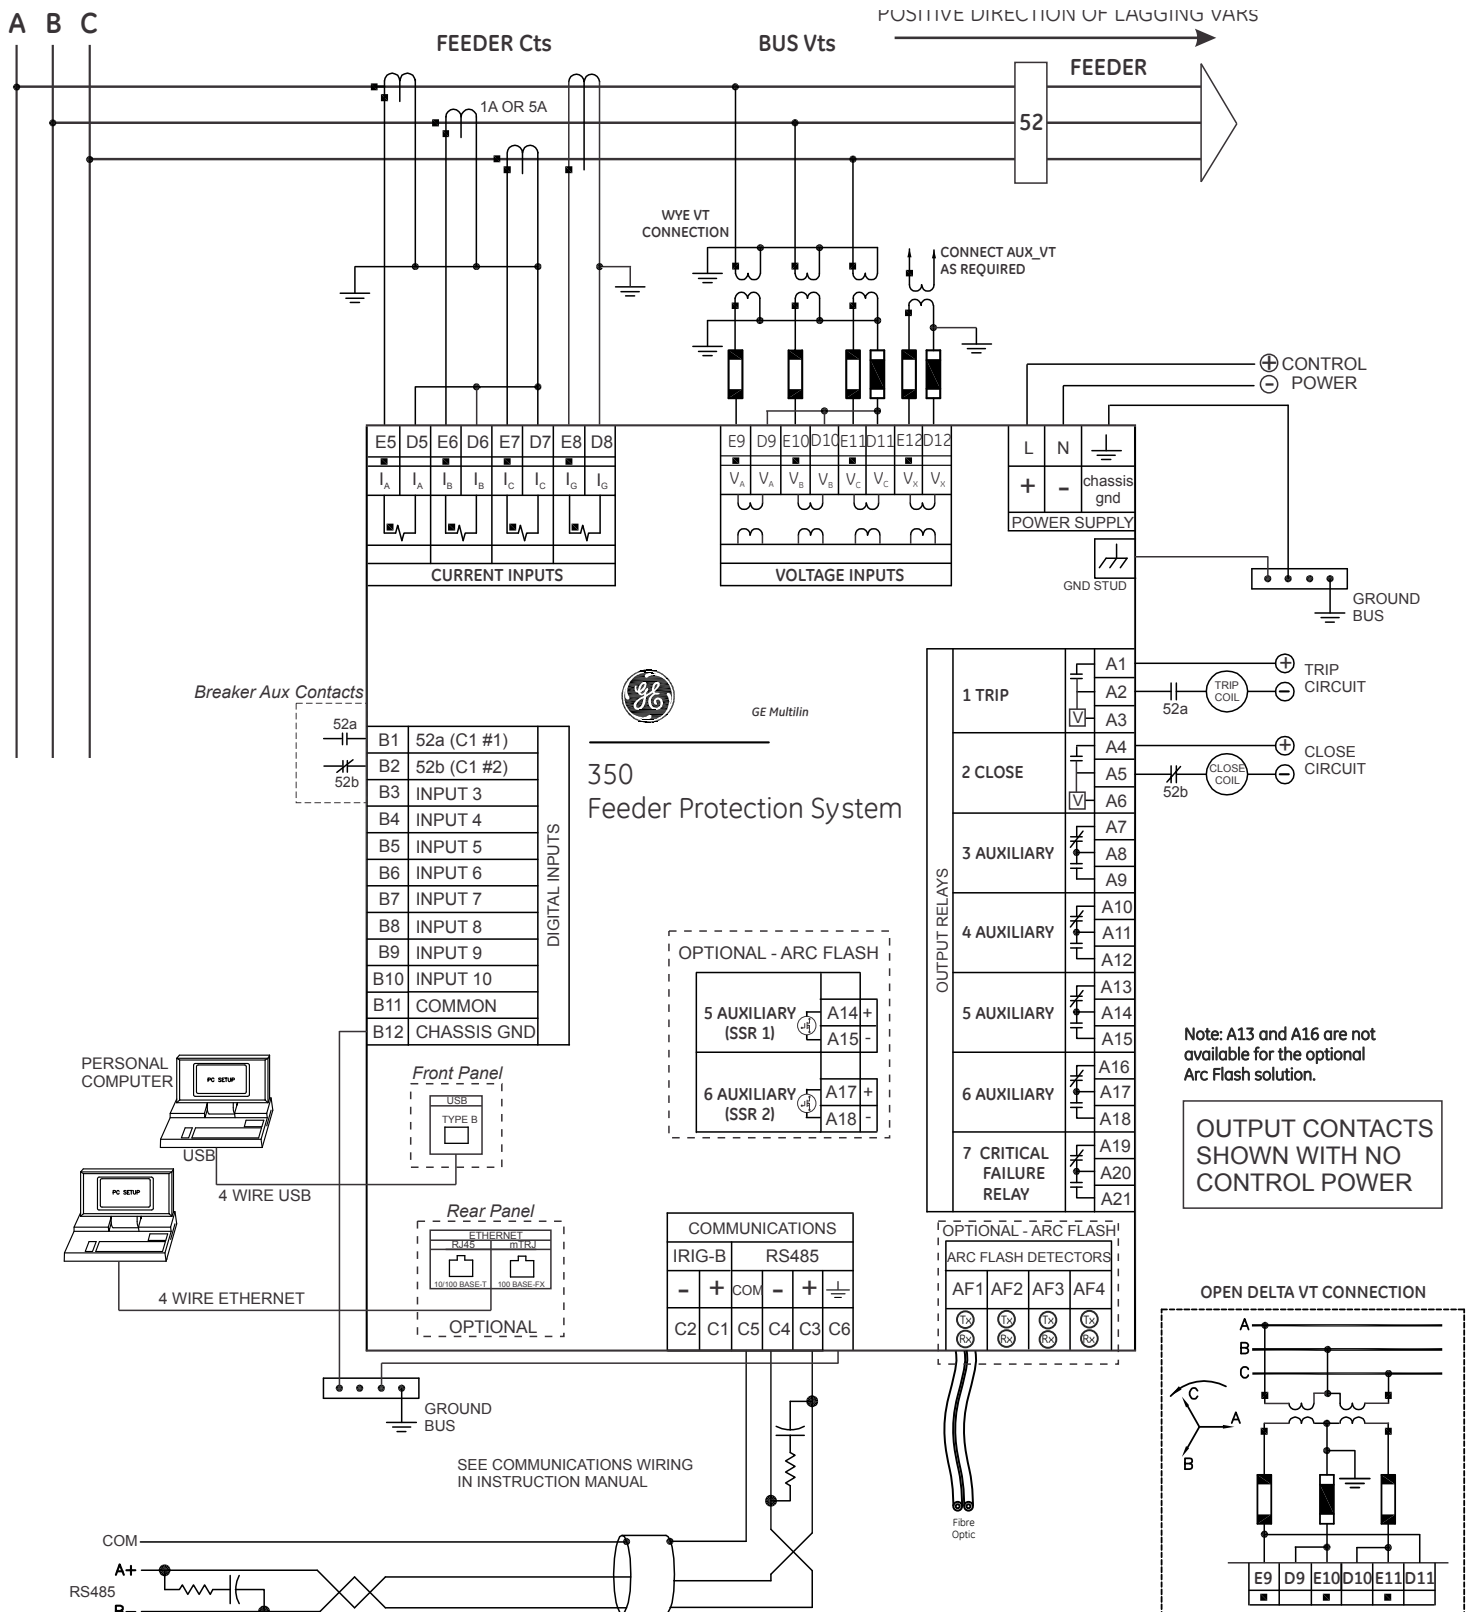 A B C
FEEDER Cts
BUS Vts
POSITIVE DIRECTION OF LAGGING VARs
FEEDER
1A OR 5A
52
WYE VT
CONNECTION
CONNECT AUX_VT
AS REQUIRED
CONTROL
POWER
E5 D5 E6 D6 E7 D7 E8 D8
IA IA IB IB IC IC IG IG
CURRENT INPUTS
E9 D9 E10 D10 E11 D11 E12 D12
VA VA VB VB VC VC VX VX
VOLTAGE INPUTS
L N
+ - chassis
gnd
POWER SUPPLY
GND STUD
GROUND
BUS
Breaker Aux Contacts
52a
52b
B1 52a (C1 #1)
B2 52b (C1 #2)
B3 INPUT 3
B4 INPUT 4
B5 INPUT 5
B6 INPUT 6
B7 INPUT 7
B8 INPUT 8
B9 INPUT 9
B10 INPUT 10
B11 COMMON
B12 CHASSIS GND
DIGITAL INPUTS
GE
GE Multilin
350
Feeder Protection System
OUTPUT RELAYS
1 TRIP
A1
A2
V A3
52a
TRIP
COIL
TRIP
CIRCUIT
2 CLOSE
A4
A5
V A6
52b
CLOSE
COIL
CLOSE
CIRCUIT
3 AUXILIARY
A7
A8
A9
4 AUXILIARY
A10
A11
A12
5 AUXILIARY
A13
A14
A15
6 AUXILIARY
A16
A17
A18
7 CRITICAL
FAILURE
RELAY
A19
A20
A21
OPTIONAL - ARC FLASH
5 AUXILIARY
(SSR 1)
A14 +
A15 -
6 AUXILIARY
(SSR 2)
A17 +
A18 -
Note: A13 and A16 are not
available for the optional
Arc Flash solution.
OUTPUT CONTACTS
SHOWN WITH NO
CONTROL POWER
PERSONAL
COMPUTER
PC SETUP
USB
4 WIRE USB
Front Panel
USB
TYPE B
PC SETUP
4 WIRE ETHERNET
Rear Panel
ETHERNET
RJ45 mTRJ
10/100 BASE-T 100 BASE-FX
OPTIONAL
COMMUNICATIONS
IRIG-B RS485
- + COM - +
C2 C1 C5 C4 C3 C6
OPTIONAL - ARC FLASH
ARC FLASH DETECTORS
AF1 AF2 AF3 AF4
Tx Tx Tx Tx
Rx Rx Rx Rx
Fibre
Optic
GROUND
BUS
SEE COMMUNICATIONS WIRING
IN INSTRUCTION MANUAL
COM
A+
RS485
B-
OPEN DELTA VT CONNECTION
A
B
C
C
A
B
E9 D9 E10 D10 E11 D11